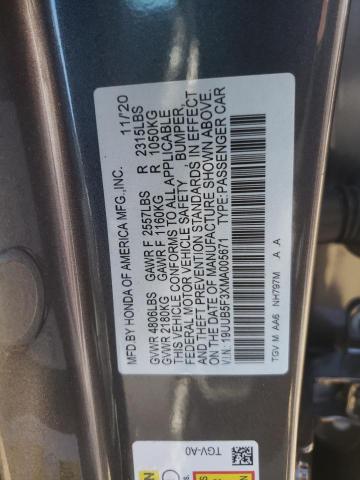 MFD.BY HONDA OF AMERICA MFG.,INC. 11/20
GVWR 4806LBS GAWR F 2557LBS R 2315LBS
GVWR 2180KG GAWR F 1160KG R 1050KG
THIS VEHICLE CONFORMS TO ALL APPLICABLE
FEDERAL MOTOR VEHICLE SAFETY , BUMPER,
AND THEFT PREVENTION STANDARDS IN EFFECT
ON THE DATE OF MANUFACTURE SHOWN ABOVE.
V.I.N: 19UUB5F3XMA005671 TYPE:PASSENGER CAR
TGV M AA6 NH797M A A
TGV-A0